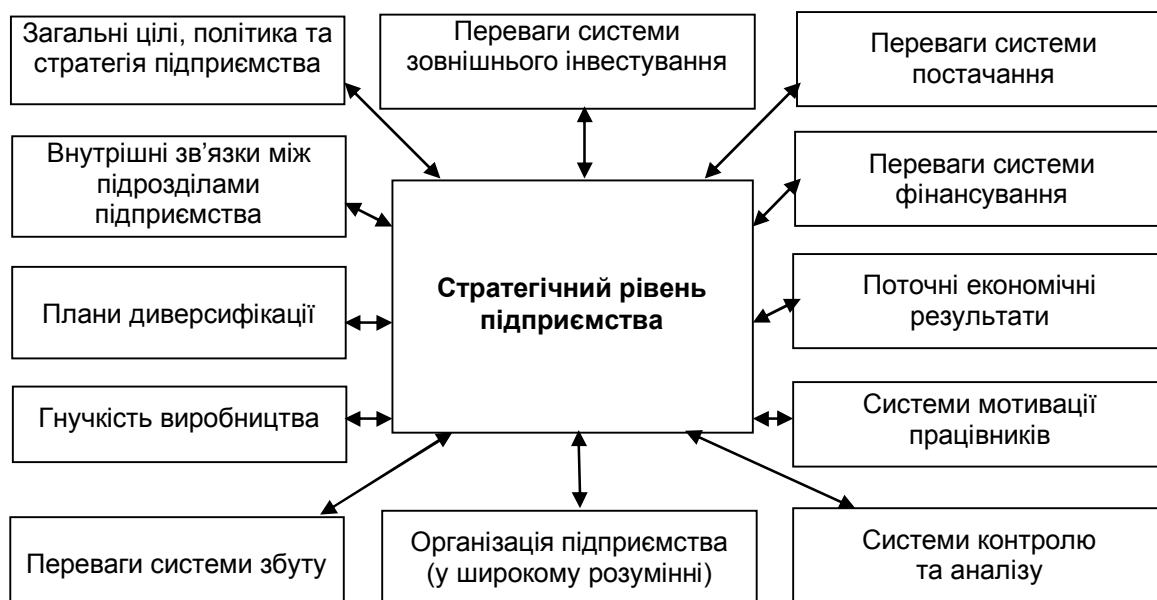 Загальні цілі, політика та
стратегія підприємства
Переваги системи
зовнішнього інвестування
Переваги системи
постачання
Внутрішні зв’язки між
підрозділами
підприємства
Переваги системи
фінансування
Стратегічний рівень
підприємства
Плани диверсифікації
Поточні економічні
результати
Гнучкість виробництва
Системи мотивації
працівників
Переваги системи збуту
Організація підприємства
(у широкому розумінні)
Системи контролю
та аналізу